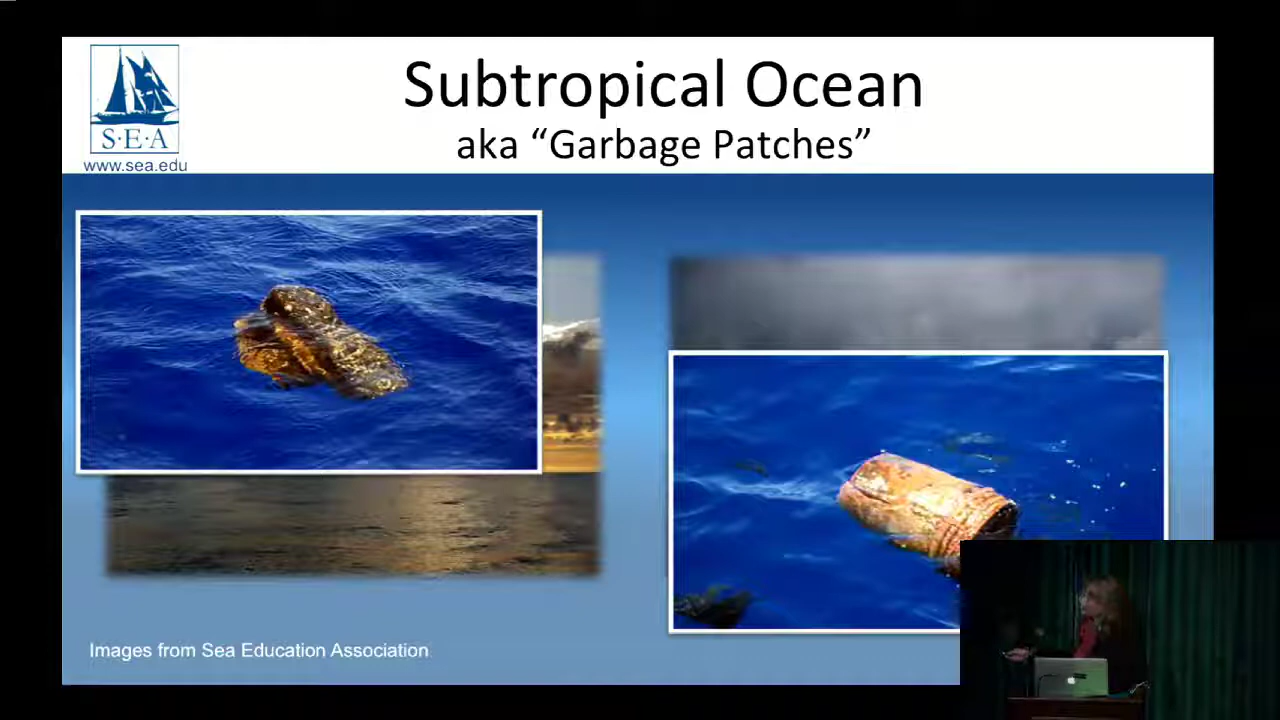 S·E·A
www.sea.edu
Subtropical Ocean
aka “Garbage Patches”
Images from Sea Education Association